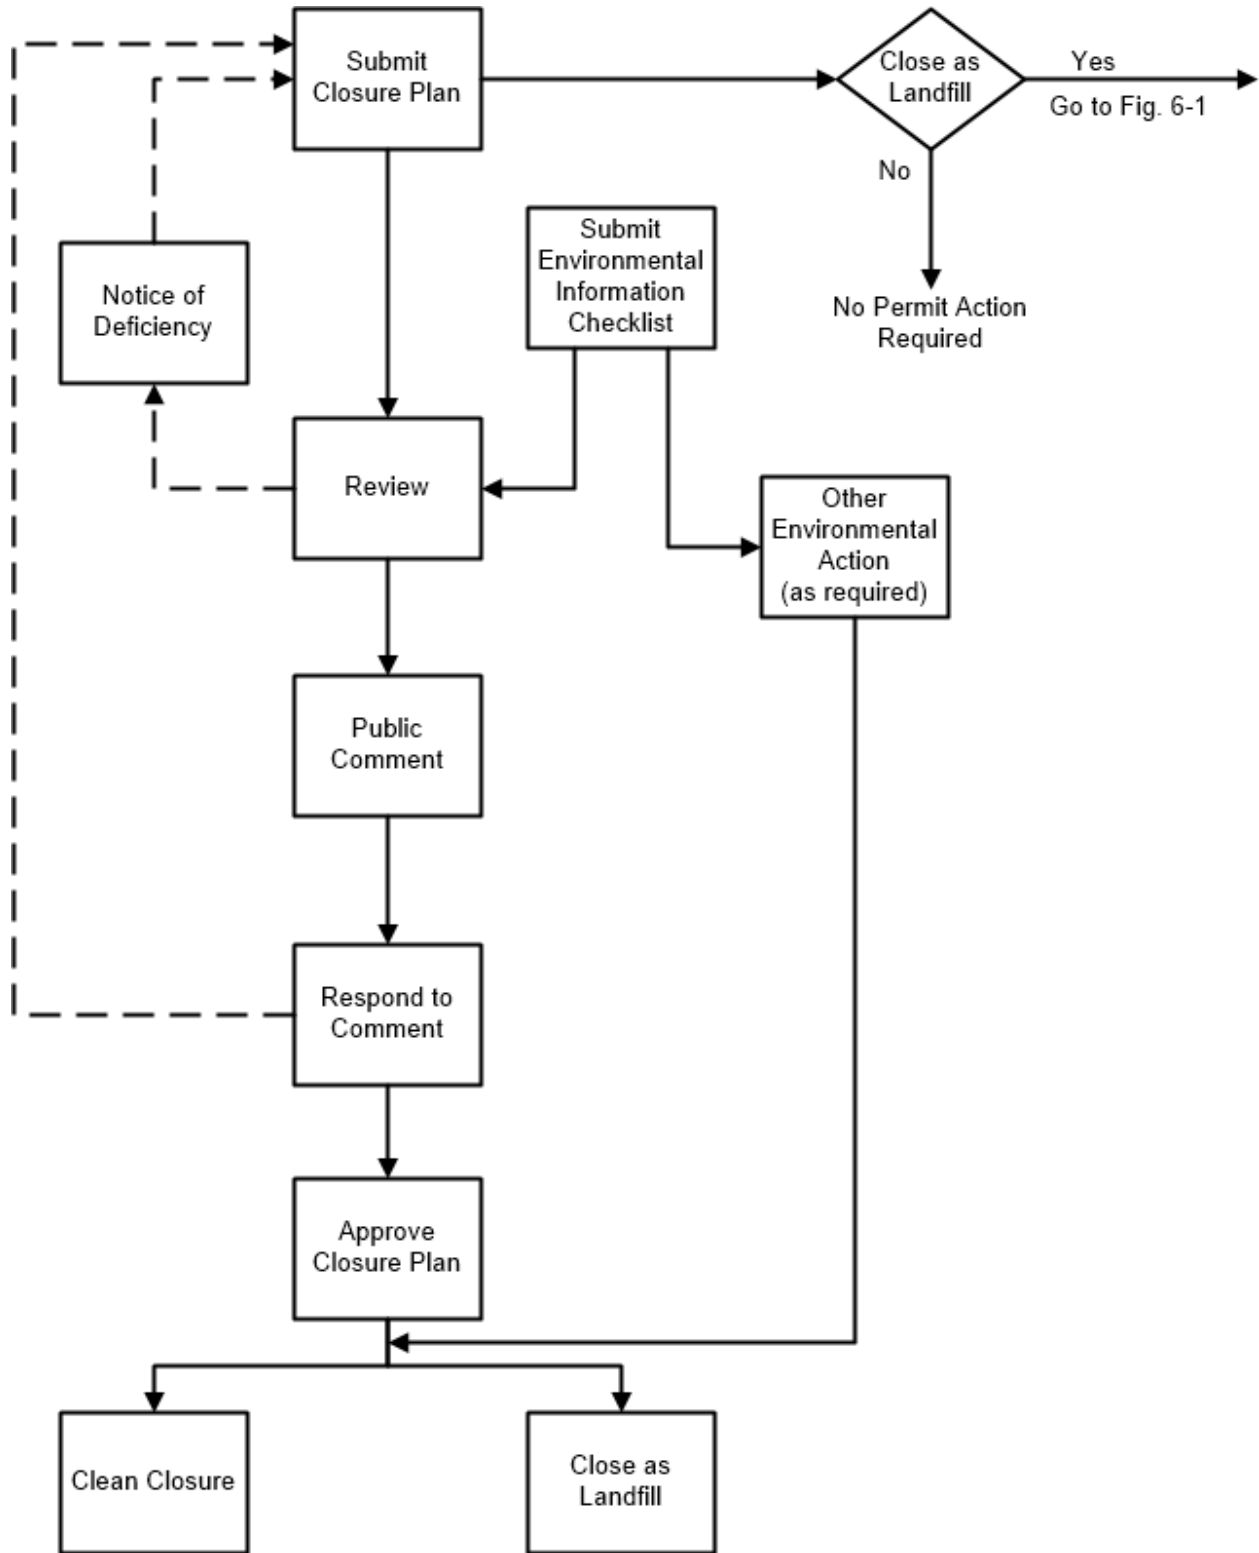 Submit
Closure Plan
Close as
Landfill
Yes
Go to Fig. 6-1
No
No Permit Action
Required
Submit
Environmental
Information
Checklist
Notice of
Deficiency
Review
Other
Environmental
Action
(as required)
Public
Comment
Respond to
Comment
Approve
Closure Plan
Clean Closure
Close as
Landfill